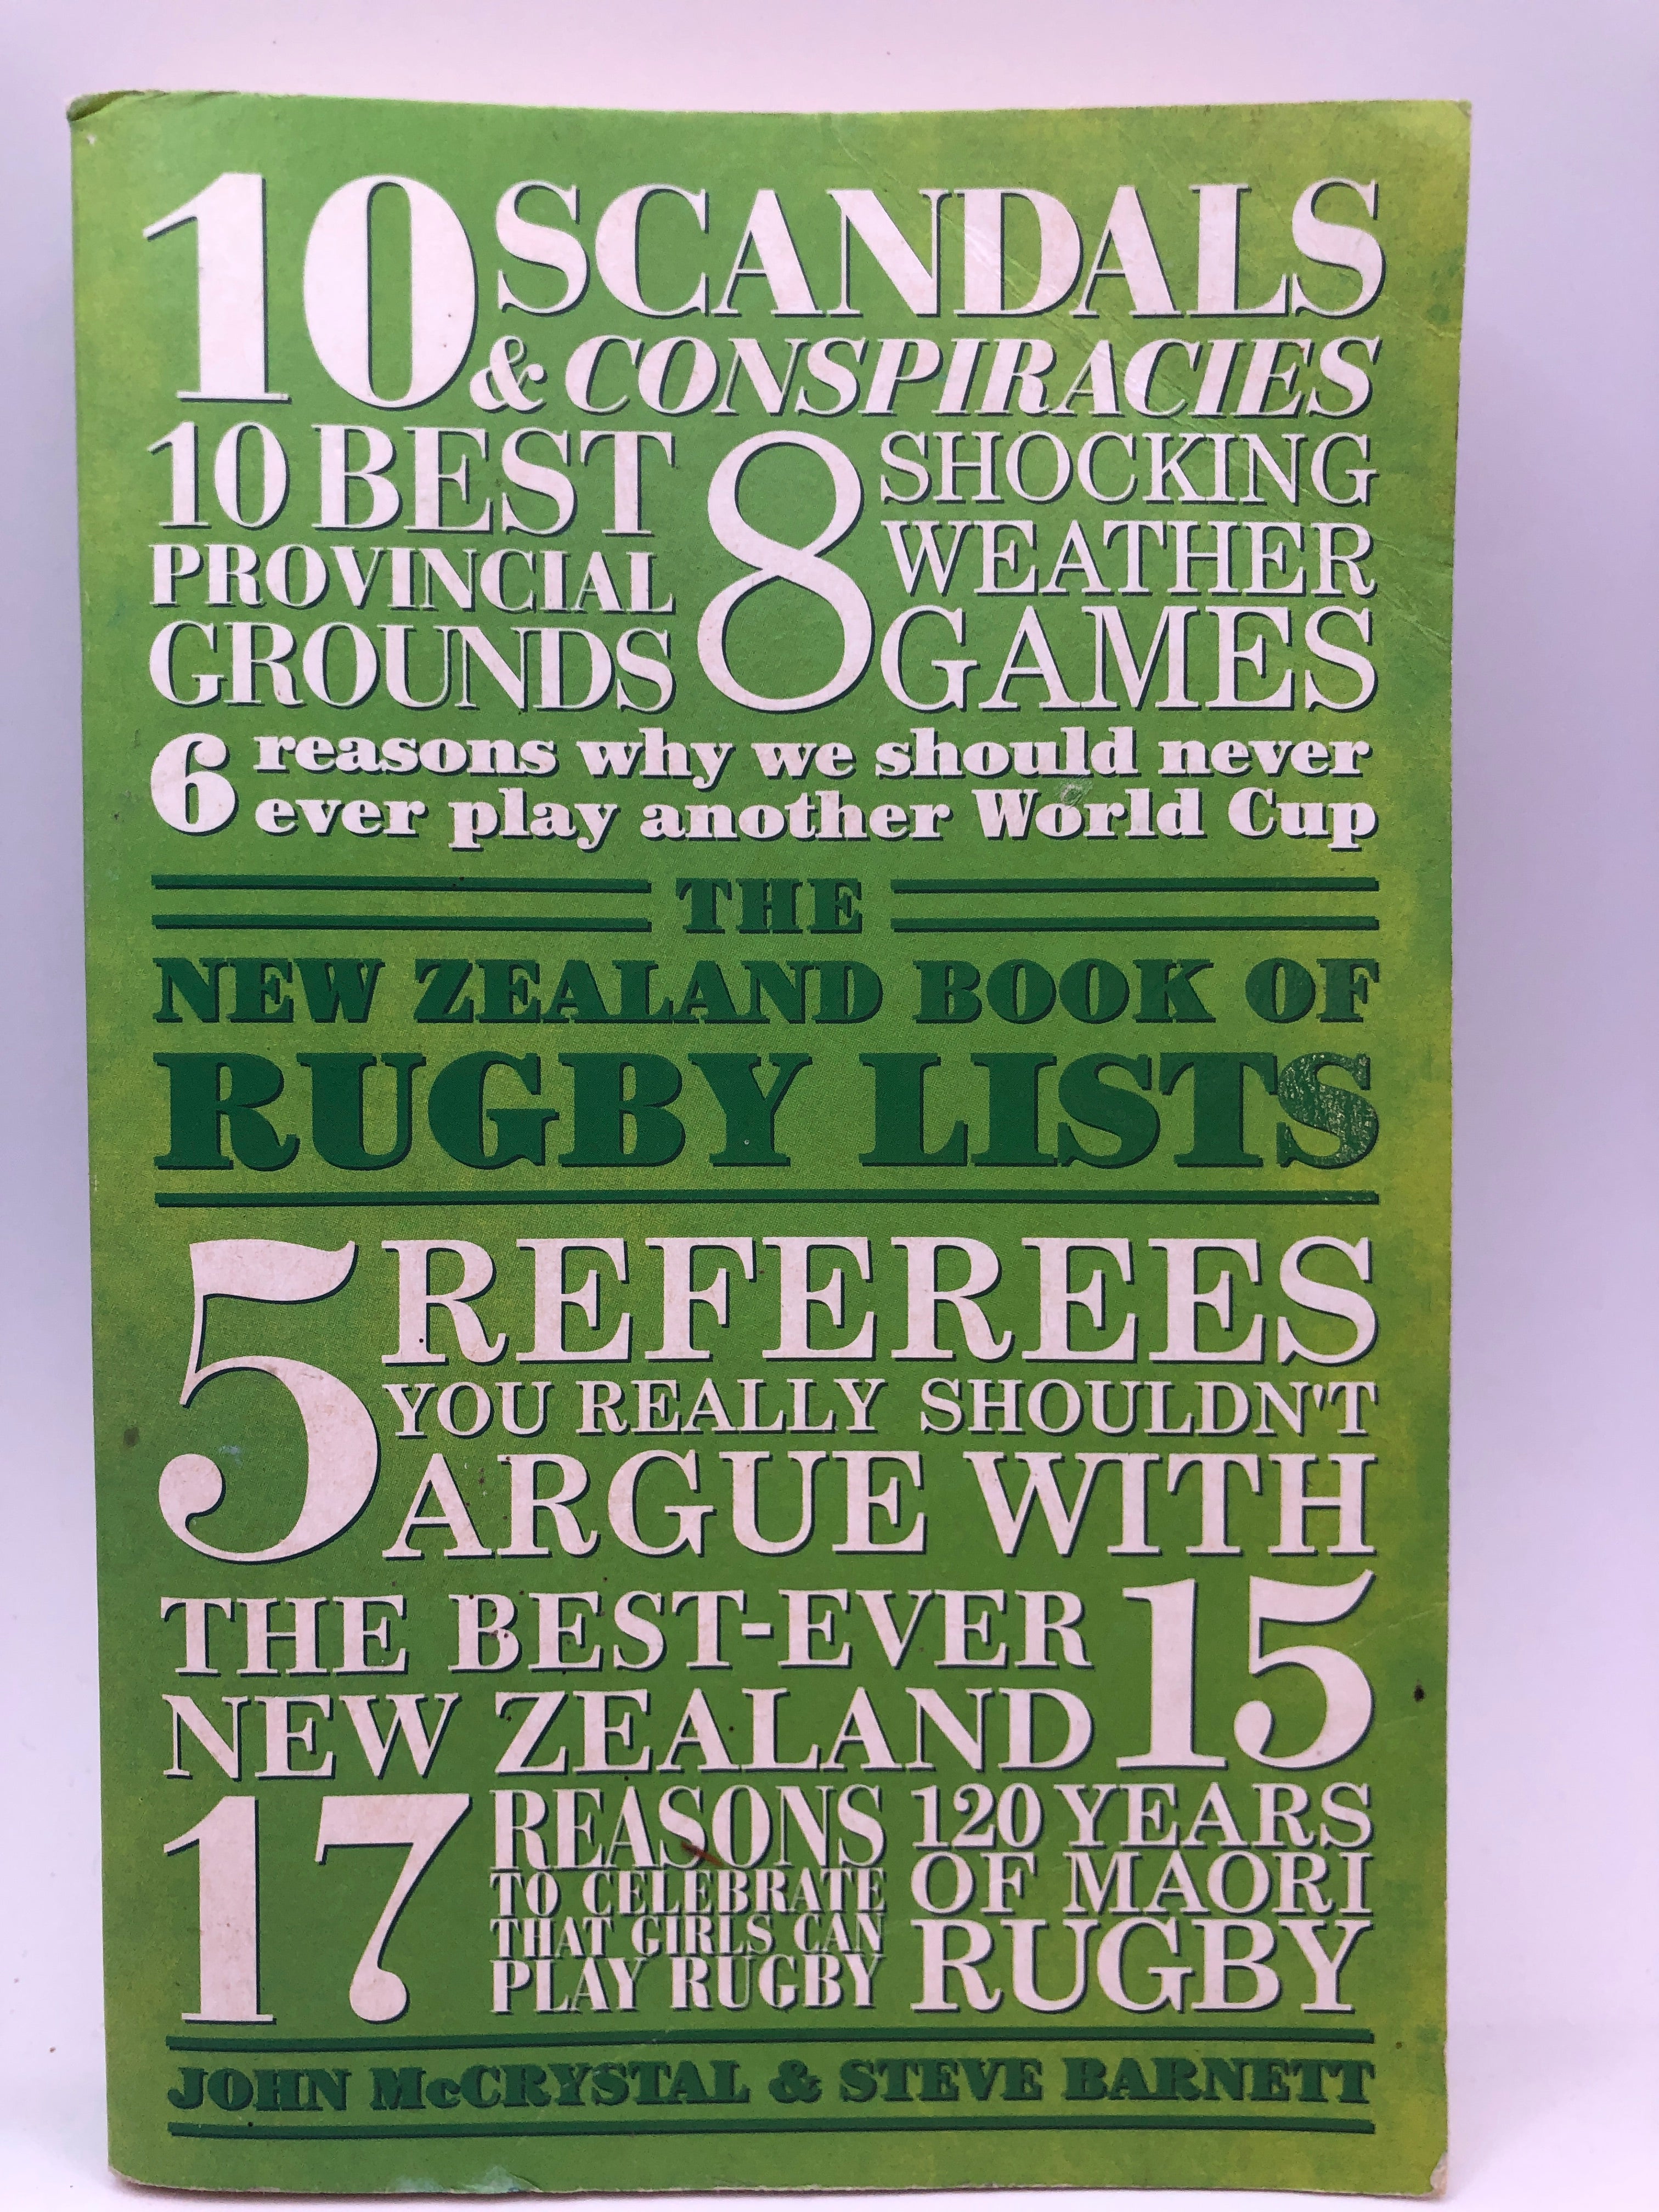 10 SCANDALS
& CONSPIRACIES
10 BEST
PROVINCIAL
GROUNDS
8 SHOCKING
WEATHER
GAMES
6 reasons why we should never
ever play another World Cup
THE
NEW ZEALAND BOOK OF
RUGBY LISTS
5 REFEREES
YOU REALLY SHOULDN'T
ARGUE WITH
THE BEST-EVER
NEW ZEALAND 15
17 REASONS
TO CELEBRATE
THAT GIRLS CAN
PLAY RUGBY
120 YEARS
OF MAORI
RUGBY
JOHN McCRYSTAL & STEVE BARNETT